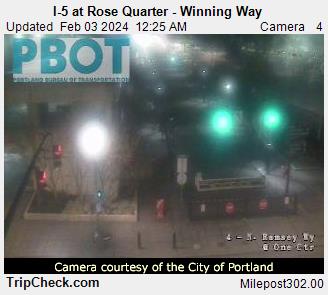 I-5 at Rose Quarter - Winning Way
Updated Feb 03 2024 12:25 AM Camera 4
PBOT
PORTLAND BUREAU OF TRANSPORTATION
4 - N. Ramsey Wy
@ One Ctr
Camera courtesy of the City of Portland
TripCheck.com Milepost302.00